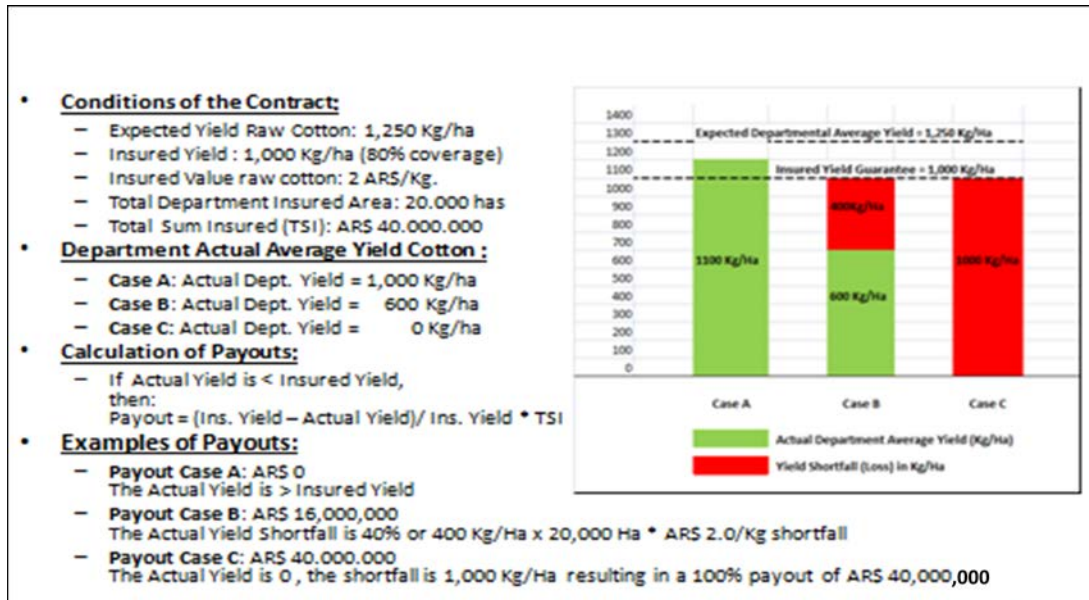 • Conditions of the Contract:
– Expected Yield Raw Cotton: 1,250 Kg/ha
– Insured Yield : 1,000 Kg/ha (80% coverage)
– Insured Value raw cotton: 2 ARS/Kg.
– Total Department Insured Area: 20.000 has
– Total Sum Insured (TSI): ARS 40.000.000
• Department Actual Average Yield Cotton :
– Case A: Actual Dept. Yield = 1,000 Kg/ha
– Case B: Actual Dept. Yield = 600 Kg/ha
– Case C: Actual Dept. Yield = 0 Kg/ha
• Calculation of Payouts:
– If Actual Yield is < Insured Yield,
then:
Payout = (Ins. Yield – Actual Yield)/ Ins. Yield * TSI
• Examples of Payouts:
– Payout Case A: ARS 0
The Actual Yield is > Insured Yield
– Payout Case B: ARS 16,000,000
The Actual Yield Shortfall is 40% or 400 Kg/Ha x 20,000 Ha * ARS 2.0/Kg shortfall
– Payout Case C: ARS 40.000.000
The Actual Yield is 0 , the shortfall is 1,000 Kg/Ha resulting in a 100% payout of ARS 40,000,000
1400
1300
1200
1100
1000
900
800
700
600
500
400
300
200
100
0
Expected Departmental Average Yield = 1,250 Kg/Ha
Insured Yield Guarantee = 1,000 Kg/Ha
400Kg/Ha
1100 Kg/Ha
1000 Kg/Ha
600 Kg/Ha
Case A
Case B
Case C
Actual Department Average Yield (Kg/Ha)
Yield Shortfall (Loss) in Kg/Ha